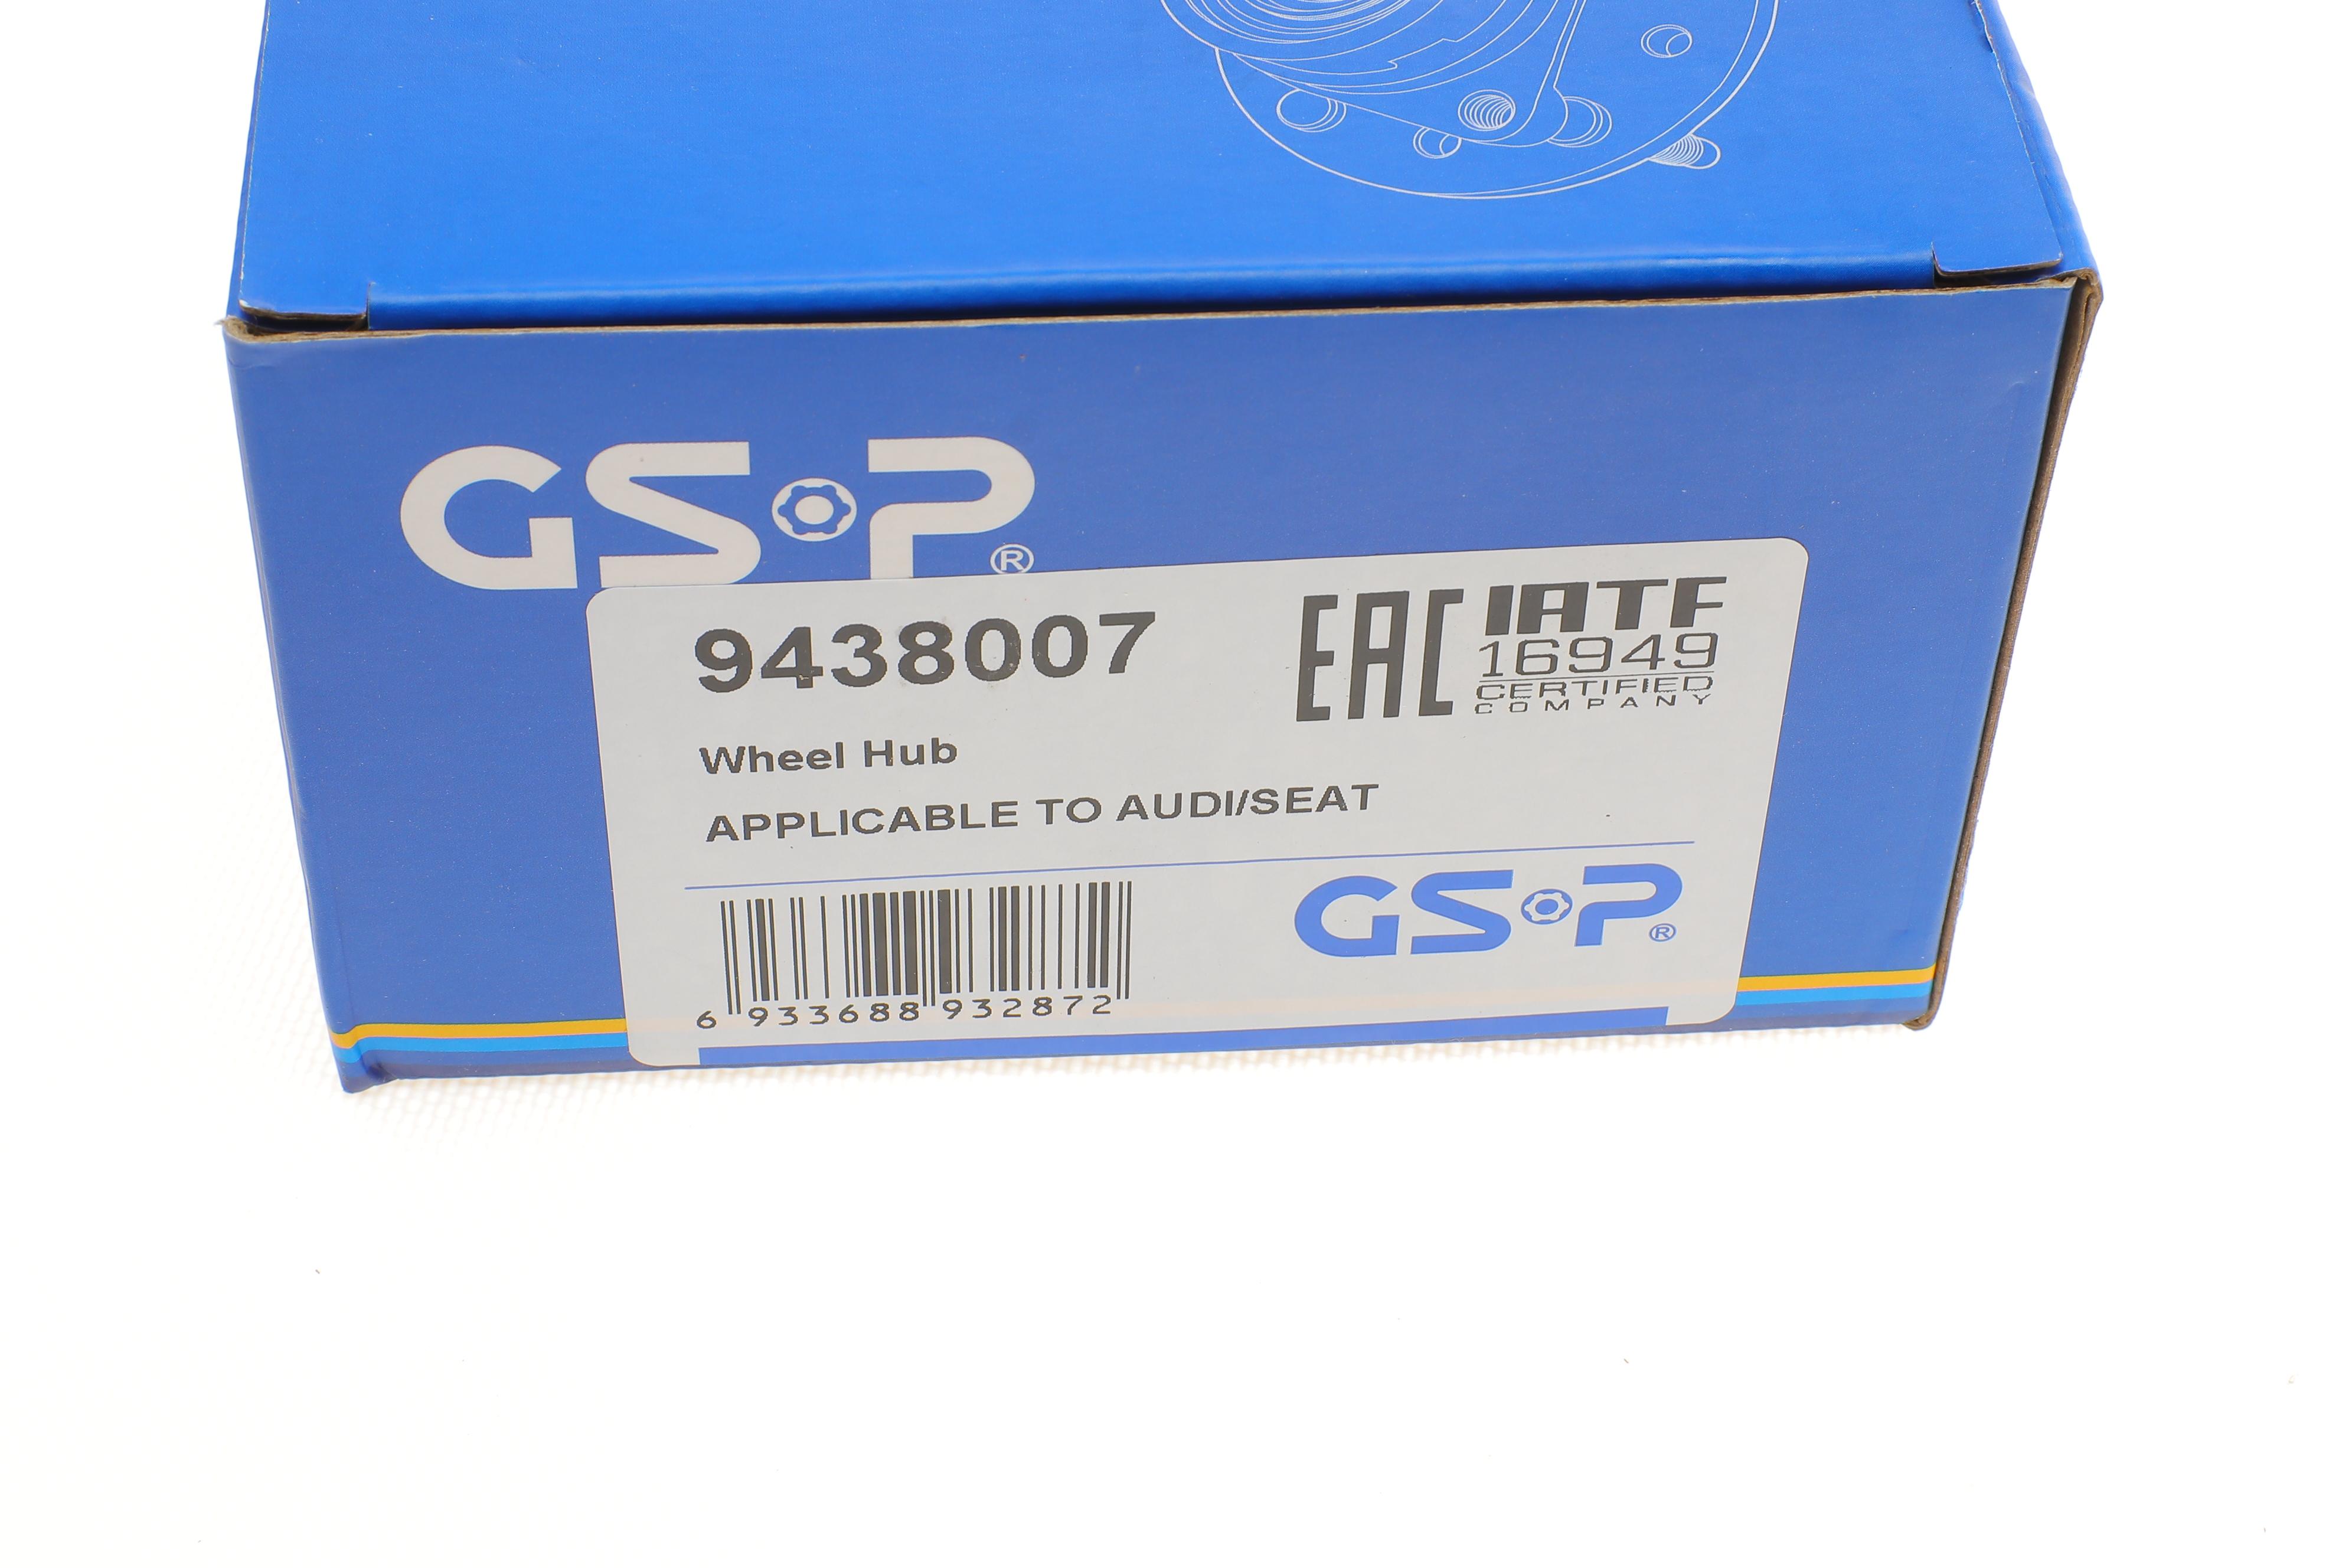 GSP®
9438007
EAC
IATF
16949
CERTIFIED
COMPANY
Wheel Hub
APPLICABLE TO AUDI/SEAT
GSP®
6 933688 932872